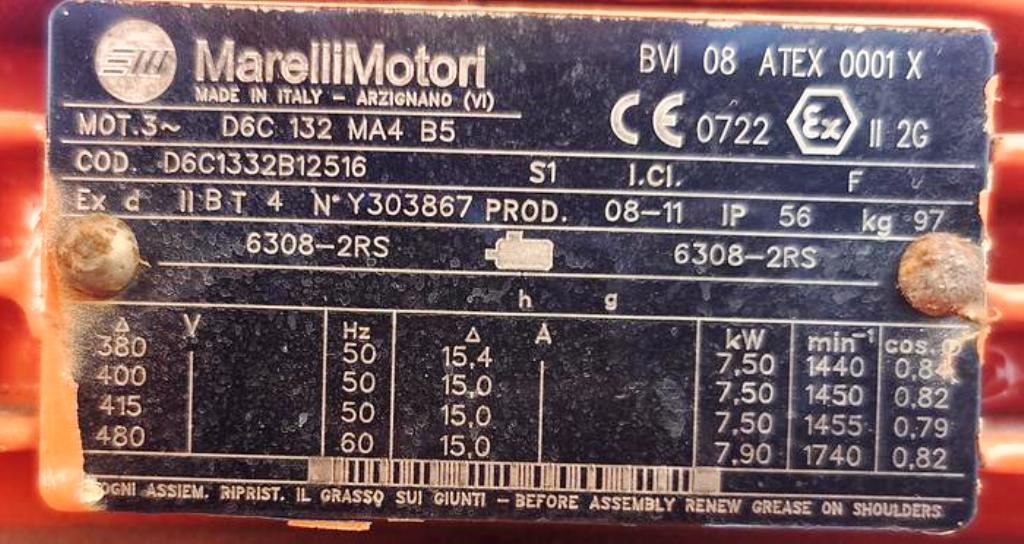 MarelliMotori
MADE IN ITALY - ARZIGNANO (VI)
BVI 08 ATEX 0001 X
MOT.3~ D6C 132 MA4 B5
CE 0722 Ex II 2G
COD. D6C1332B12516 S1 I.Cl. F
Ex d IIBT 4 N° Y303867 PROD. 08-11 IP 56 kg 97
6308-2RS 6308-2RS
h g
Δ V Hz Δ A kW min⁻¹ cos.φ
380 50 15,4 7,50 1440 0,84
400 50 15,0 7,50 1450 0,82
415 50 15,0 7,50 1455 0,79
480 60 15,0 7,90 1740 0,82
OGNI ASSIEM. RIPRIST. IL GRASSO SUI GIUNTI - BEFORE ASSEMBLY RENEW GREASE ON SHOULDERS